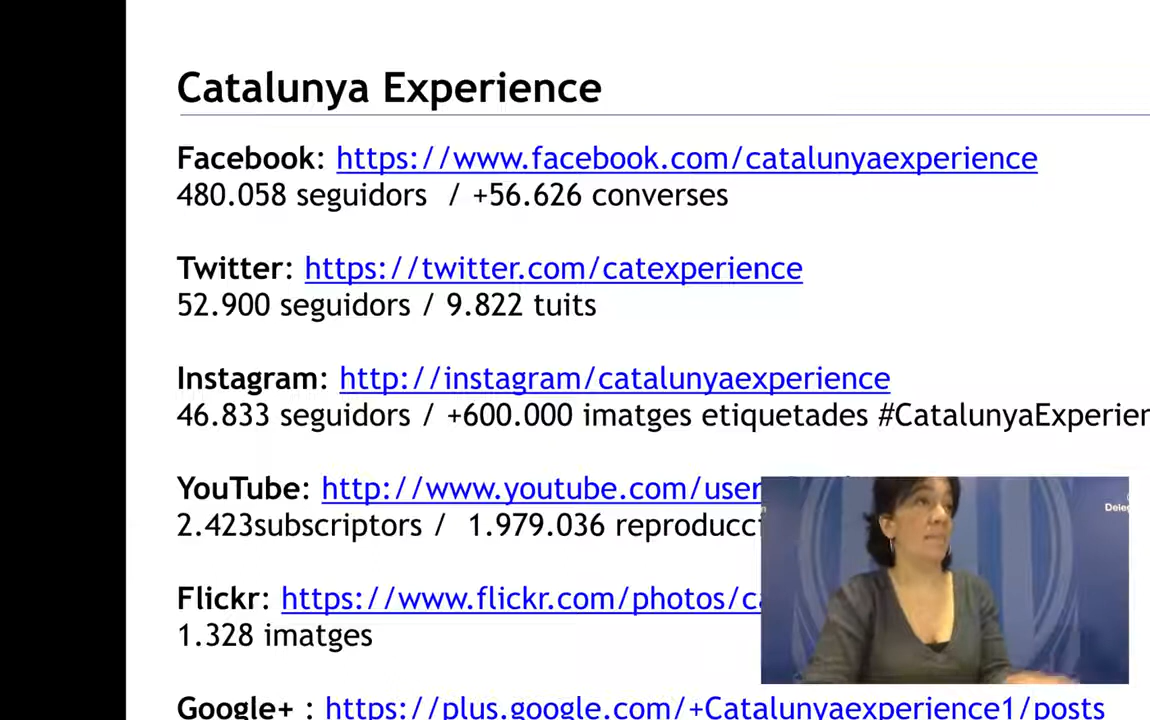 Catalunya Experience
Facebook: https://www.facebook.com/catalunyaexperience
480.058 seguidors / +56.626 converses
Twitter: https://twitter.com/catexperience
52.900 seguidors / 9.822 tuits
Instagram: http://instagram/catalunyaexperience
46.833 seguidors / +600.000 imatges etiquetades #CatalunyaExperien
YouTube: http://www.youtube.com/user
2.423subscriptors / 1.979.036 reproducci
Flickr: https://www.flickr.com/photos/ca
1.328 imatges
Google+ : https://plus.google.com/+Catalunyaexperience1/posts
Deleg